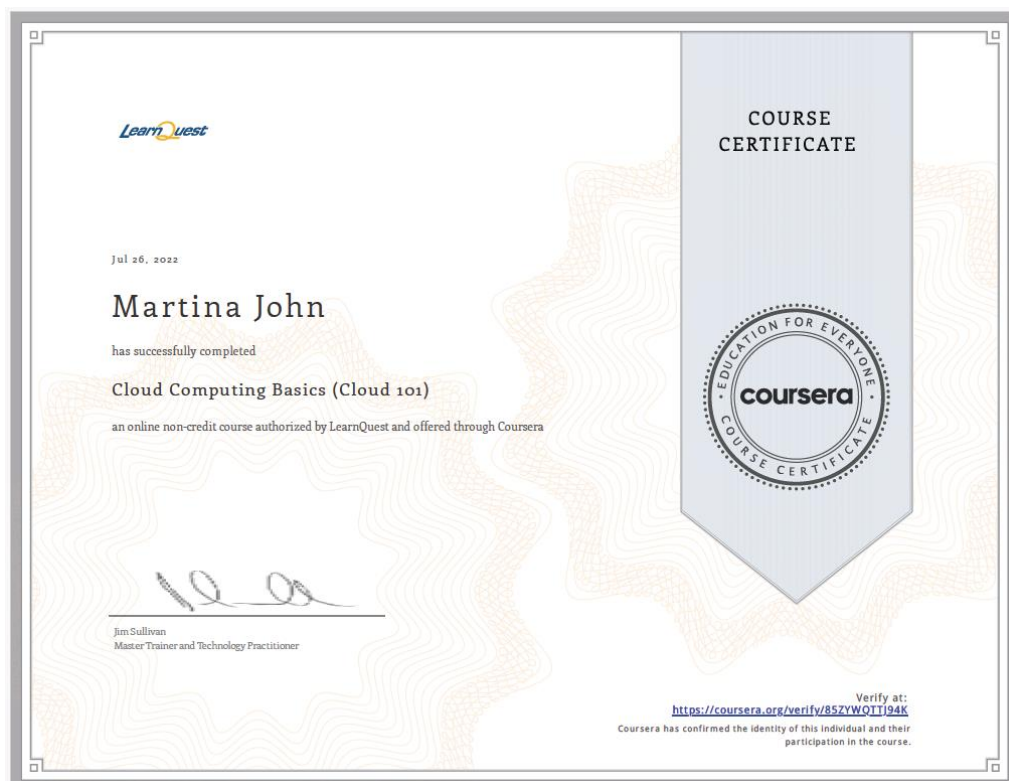 LearnQuest
COURSE
CERTIFICATE
Jul 26, 2022
Martina John
has successfully completed
Cloud Computing Basics (Cloud 101)
an online non-credit course authorized by LearnQuest and offered through Coursera
EDUCATION FOR EVERYONE
coursera
COURSE CERTIFICATE
Jim Sullivan
Master Trainer and Technology Practitioner
Verify at:
https://coursera.org/verify/85ZYWQTTJ94K
Coursera has confirmed the identity of this individual and their
participation in the course.